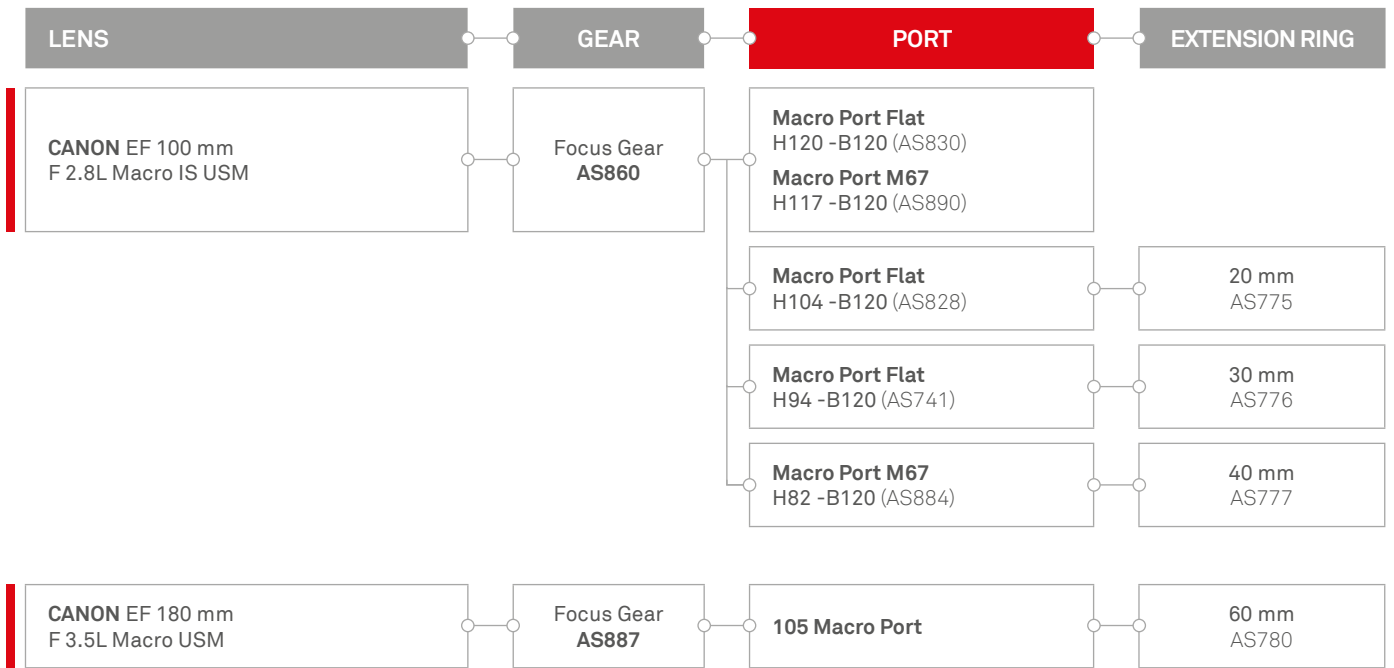 LENS
GEAR
PORT
EXTENSION RING
CANON EF 100 mm
F 2.8L Macro IS USM
Focus Gear
AS860
Macro Port Flat
H120 -B120 (AS830)
Macro Port M67
H117 -B120 (AS890)
Macro Port Flat
H104 -B120 (AS828)
20 mm
AS775
Macro Port Flat
H94 -B120 (AS741)
30 mm
AS776
Macro Port M67
H82 -B120 (AS884)
40 mm
AS777
CANON EF 180 mm
F 3.5L Macro USM
Focus Gear
AS887
105 Macro Port
60 mm
AS780